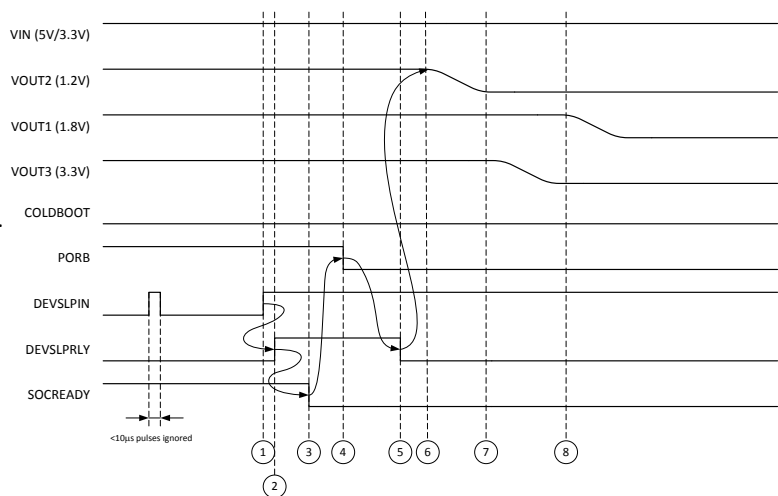 VIN (5V/3.3V)
VOUT2 (1.2V)
VOUT1 (1.8V)
VOUT3 (3.3V)
COLDBOOT
PORB
DEVSLPIN
DEVSLPRLY
SOCREADY
<10µs pulses ignored
1
3
4
5
6
7
8
2